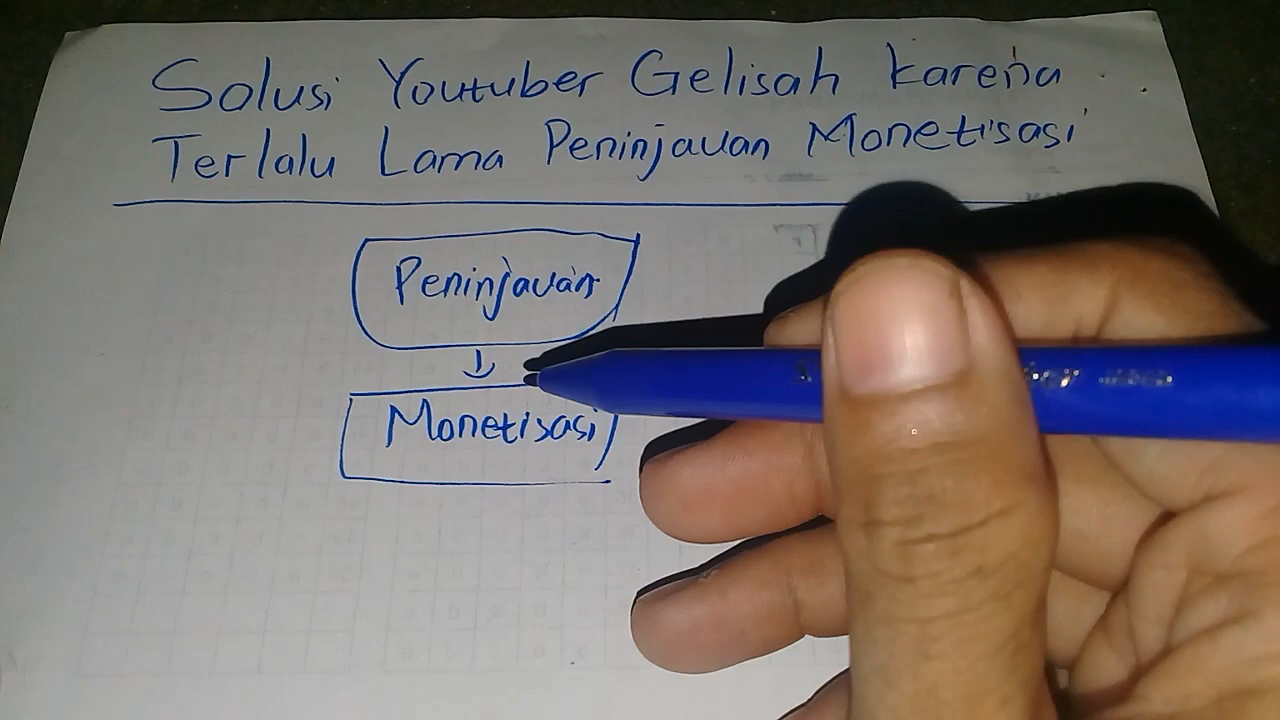 Solusi Youtuber Gelisah karena
Terlalu Lama Peninjauan Monetisasi
Peninjauan
Monetisasi